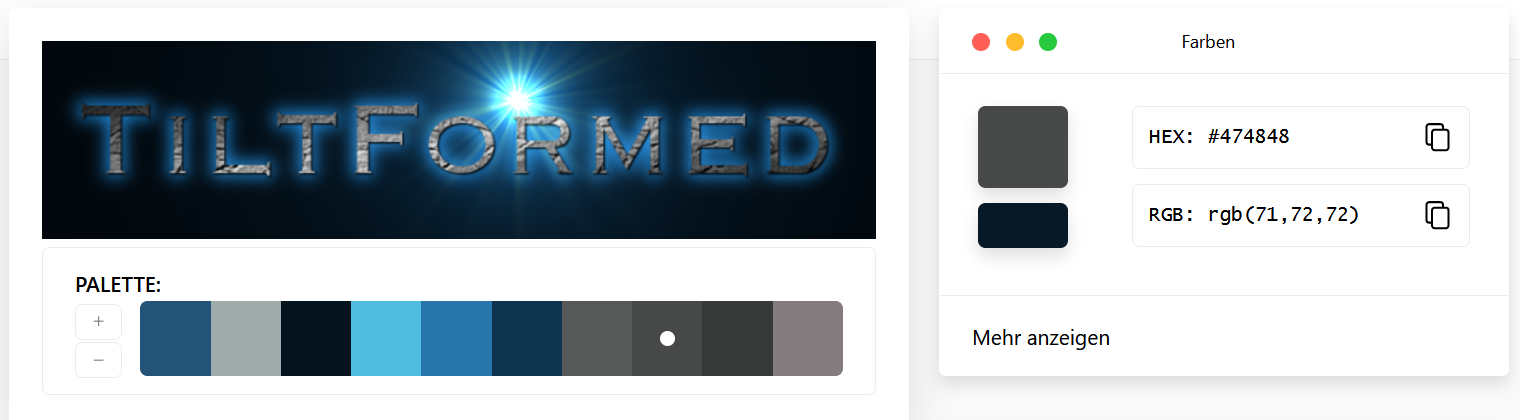 TiltFormed
PALETTE:
+
−
Farben
HEX: #474848
RGB: rgb(71,72,72)
Mehr anzeigen